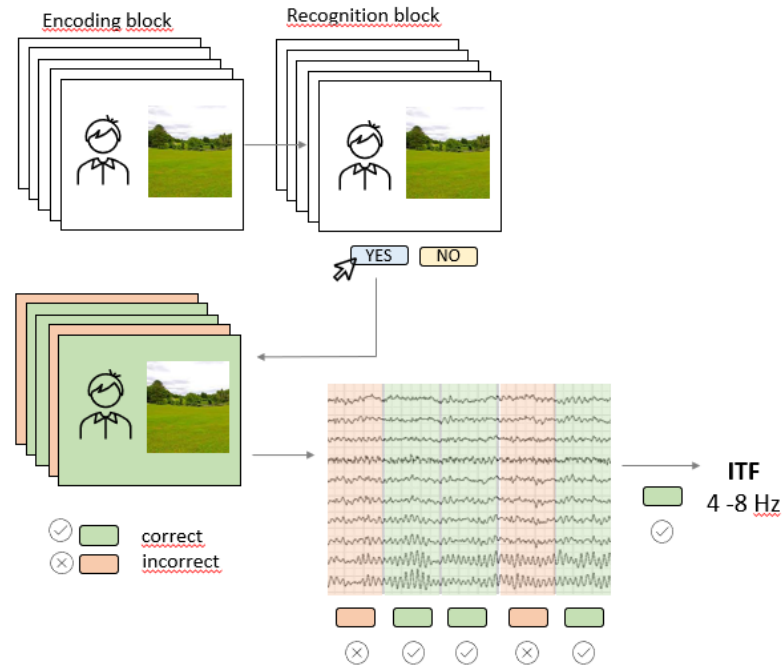 Encoding block
Recognition block
YES
NO
correct
incorrect
ITF
4 -8 Hz